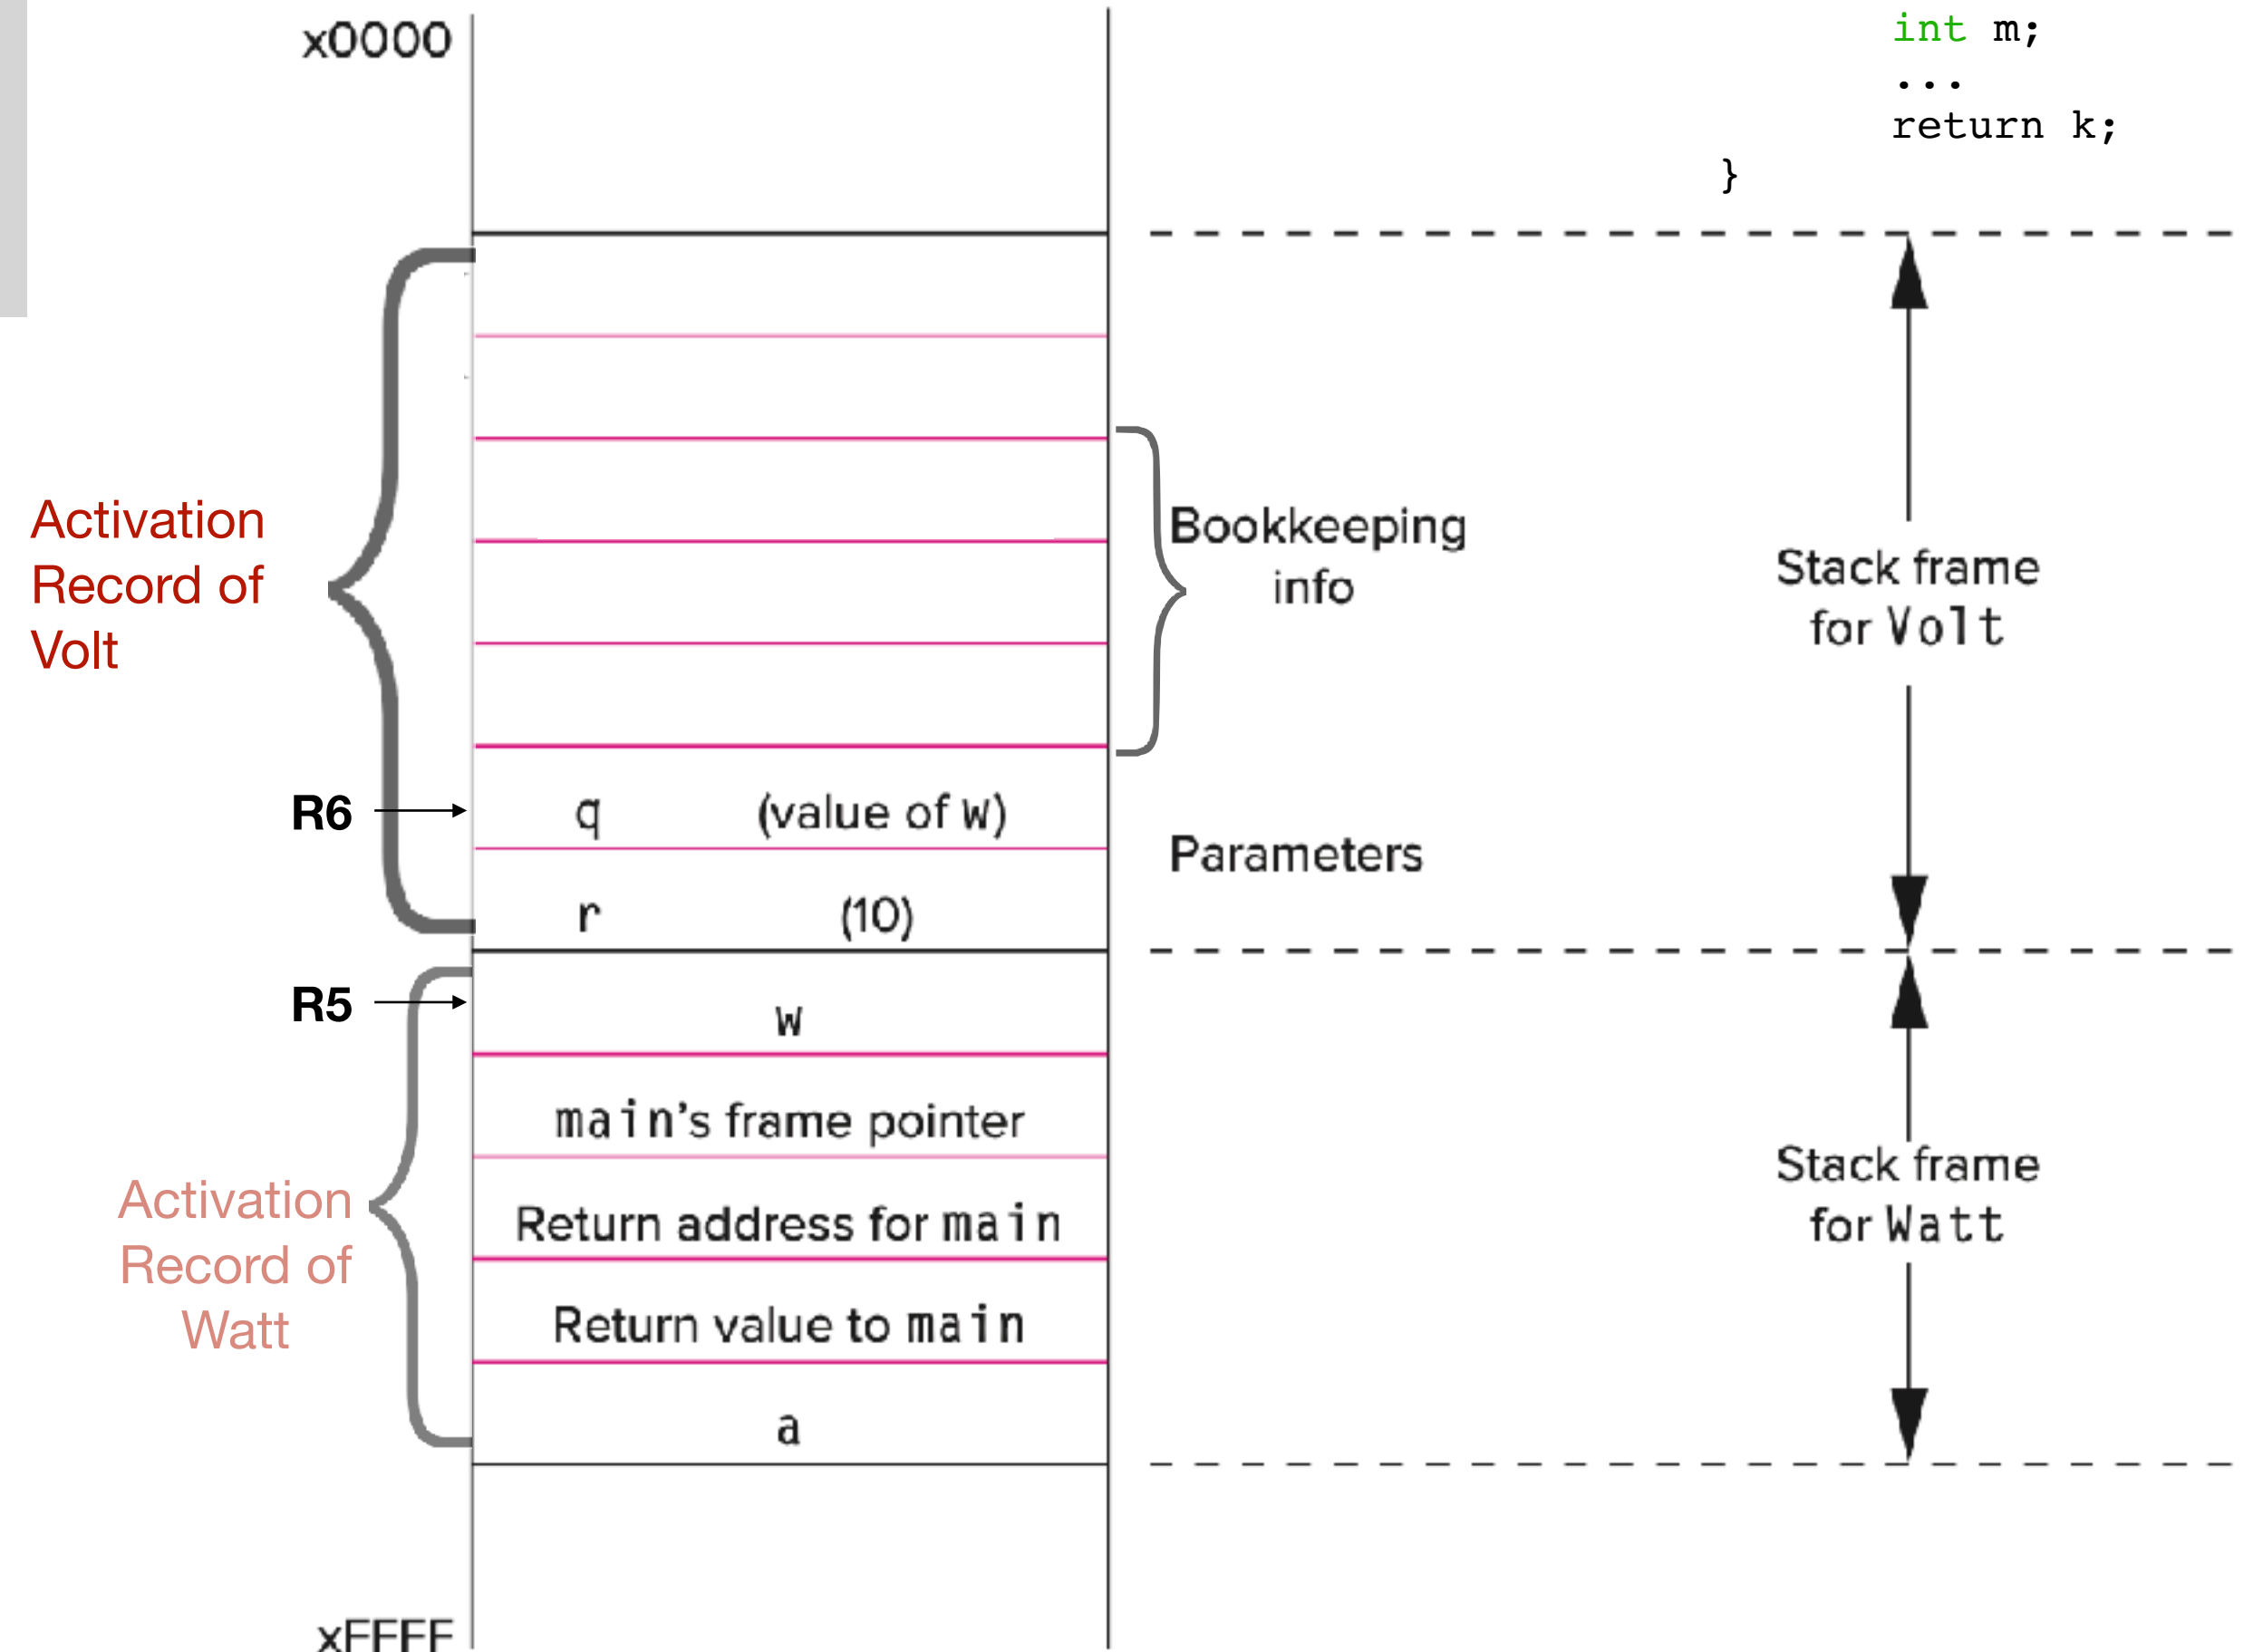 x0000
int m;
...
return k;
}
Activation
Record of
Volt
Bookkeeping
info
Stack frame
for Volt
R6
q (value of w)
Parameters
r (10)
R5
w
main's frame pointer
Activation
Record of
Watt
Return address for main
Stack frame
for Watt
Return value to main
a
xFFFF